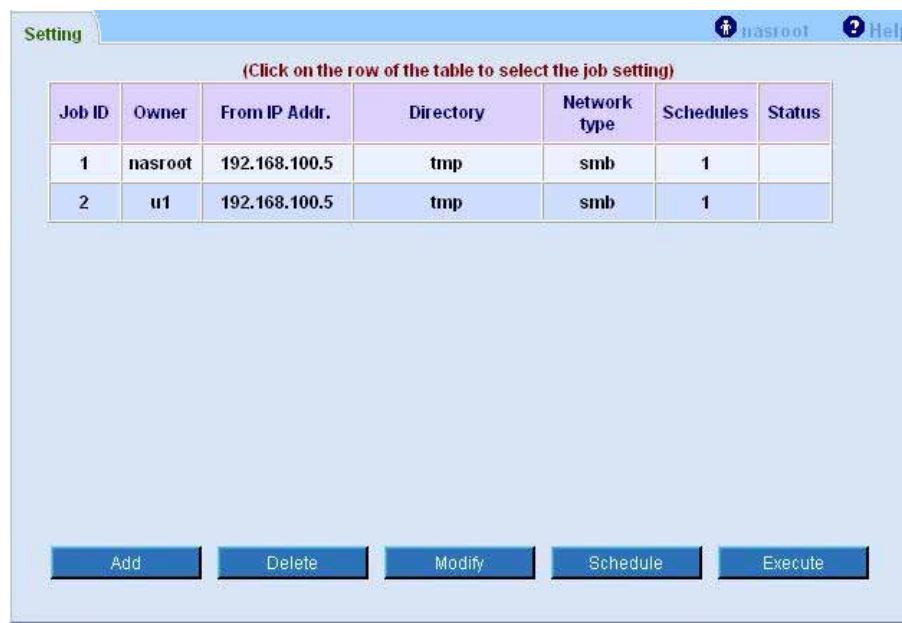 Setting nasroot Help
(Click on the row of the table to select the job setting)
Job ID Owner From IP Addr. Directory Network type Schedules Status
1 nasroot 192.168.100.5 tmp smb 1
2 u1 192.168.100.5 tmp smb 1
Add Delete Modify Schedule Execute